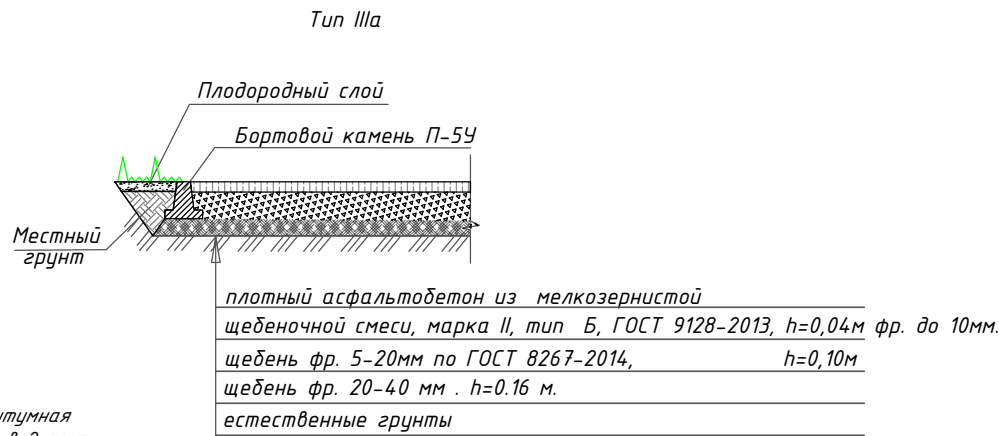 Тип IIIа
Плодородный слой
Бортовой камень П-5У
Местный
грунт
плотный асфальтобетон из мелкозернистой
щебеночной смеси, марка II, тип Б, ГОСТ 9128-2013, h=0,04м фр. до 10мм.
щебень фр. 5-20мм по ГОСТ 8267-2014, h=0,10м
щебень фр. 20-40 мм . h=0.16 м.
естественные грунты